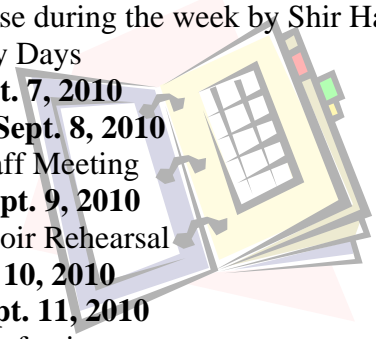 se during the week by Shir Ha
y Days
t. 7, 2010
Sept. 8, 2010
aff Meeting
pt. 9, 2010
oir Rehearsal
10, 2010
pt. 11, 2010